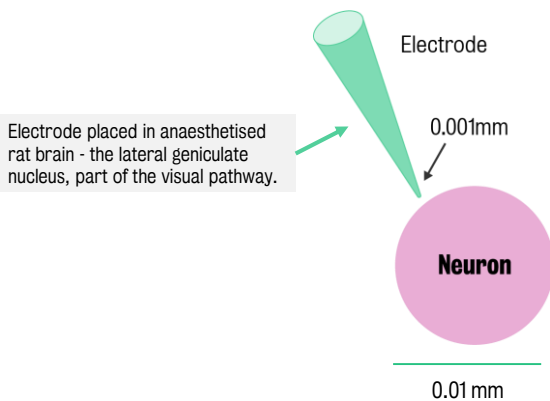 Electrode
Electrode placed in anaesthetised
rat brain - the lateral geniculate
nucleus, part of the visual pathway.
0.001mm
Neuron
0.01 mm